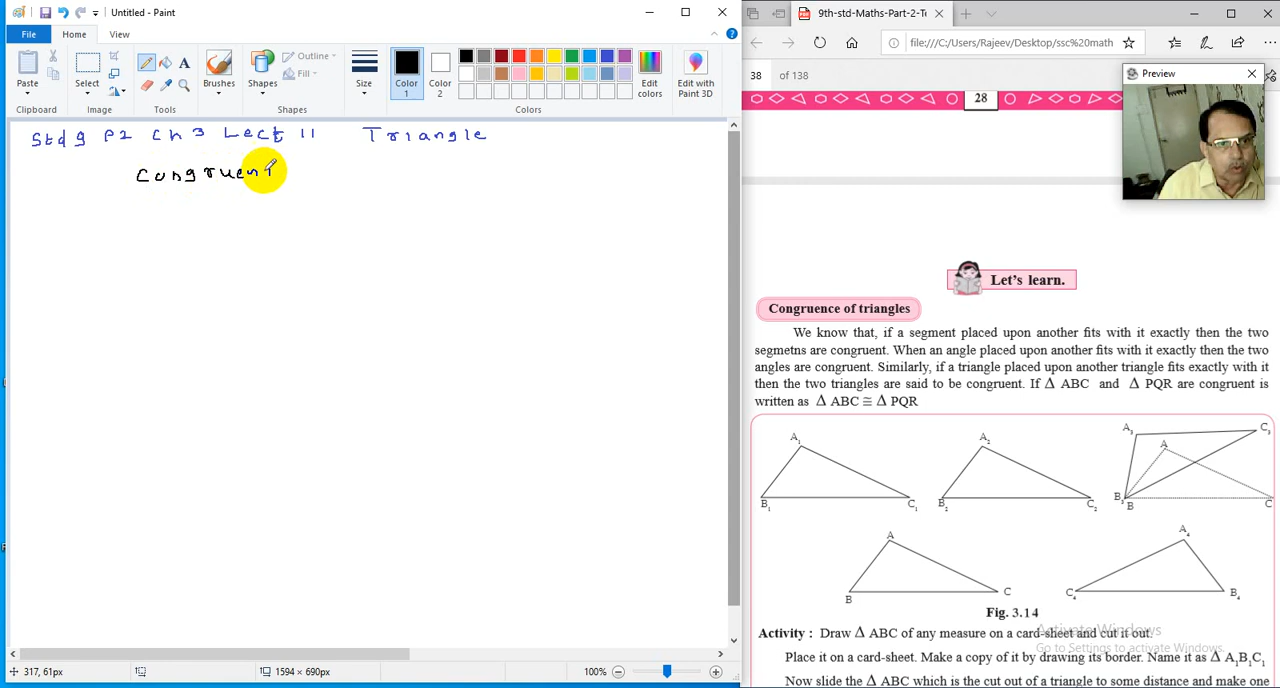 Untitled - Paint
File Home View
Paste
Select
Brushes
Shapes
Outline
Fill
Size
Color 1
Color 2
Edit colors
Edit with Paint 3D
Clipboard Image Tools Shapes Colors
Std 9 P2 Ch 3 Lect 11 Triangle
Congruent
317, 61px
1594 × 690px
100%
9th-std-Maths-Part-2-Te
file:///C:/Users/Rajeev/Desktop/ssc%20math
38 of 138
Preview
28
Let's learn.
Congruence of triangles
We know that, if a segment placed upon another fits with it exactly then the two
segmetns are congruent. When an angle placed upon another fits with it exactly then the two
angles are congruent. Similarly, if a triangle placed upon another triangle fits exactly with it
then the two triangles are said to be congruent. If Δ ABC and Δ PQR are congruent is
written as Δ ABC ≅ Δ PQR
A₁ A₂ A₃ C₃ A
B₁ C₁ B₂ C₂ B₃ B C
A A₄
B C C₄ B₄
Fig. 3.14
Activity : Draw Δ ABC of any measure on a card-sheet and cut it out.
Place it on a card-sheet. Make a copy of it by drawing its border. Name it as Δ A₁B₁C₁
Now slide the Δ ABC which is the cut out of a triangle to some distance and make one
Activate Windows
Go to Settings to activate Windows.